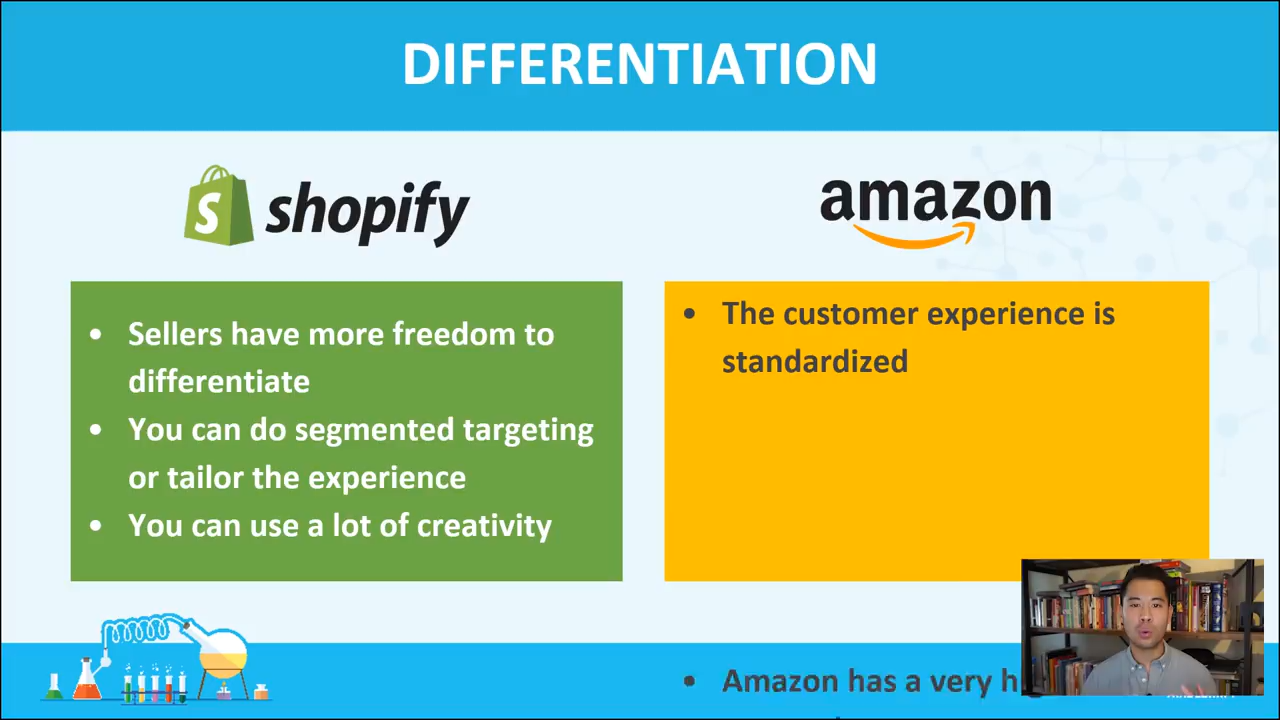 DIFFERENTIATION
S shopify
amazon
• Sellers have more freedom to
differentiate
• You can do segmented targeting
or tailor the experience
• You can use a lot of creativity
• The customer experience is
standardized
• Amazon has a very